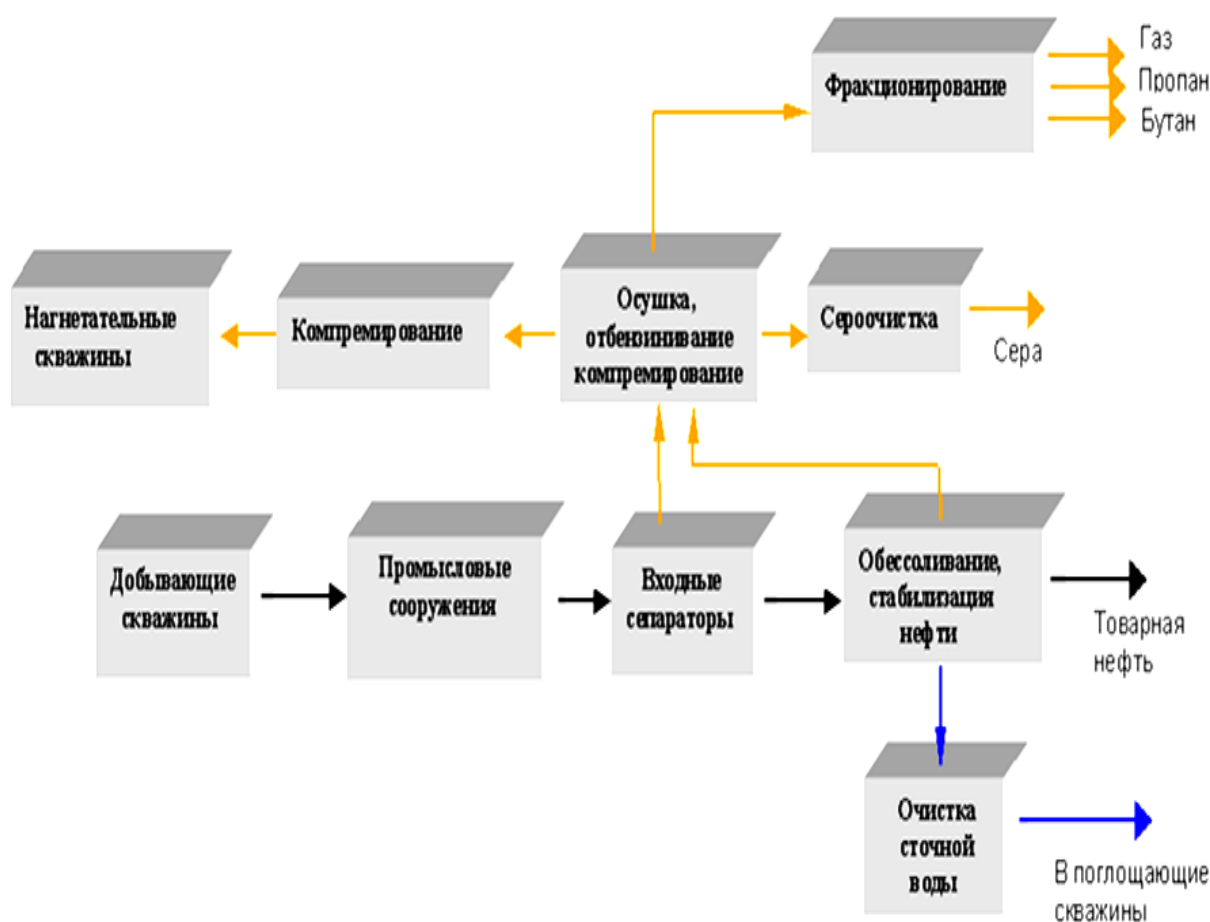 Газ
Фракционирование
Пропан
Бутан
Нагнетательные
скважины
Компремирование
Осушка,
отбензинивание
компремирование
Сероочистка
Сера
Добывающие
скважины
Промысловые
сооружения
Входные
сепараторы
Обессоливание,
стабилизация
нефти
Товарная
нефть
Очистка
сточной
воды
В поглощающие
скважины